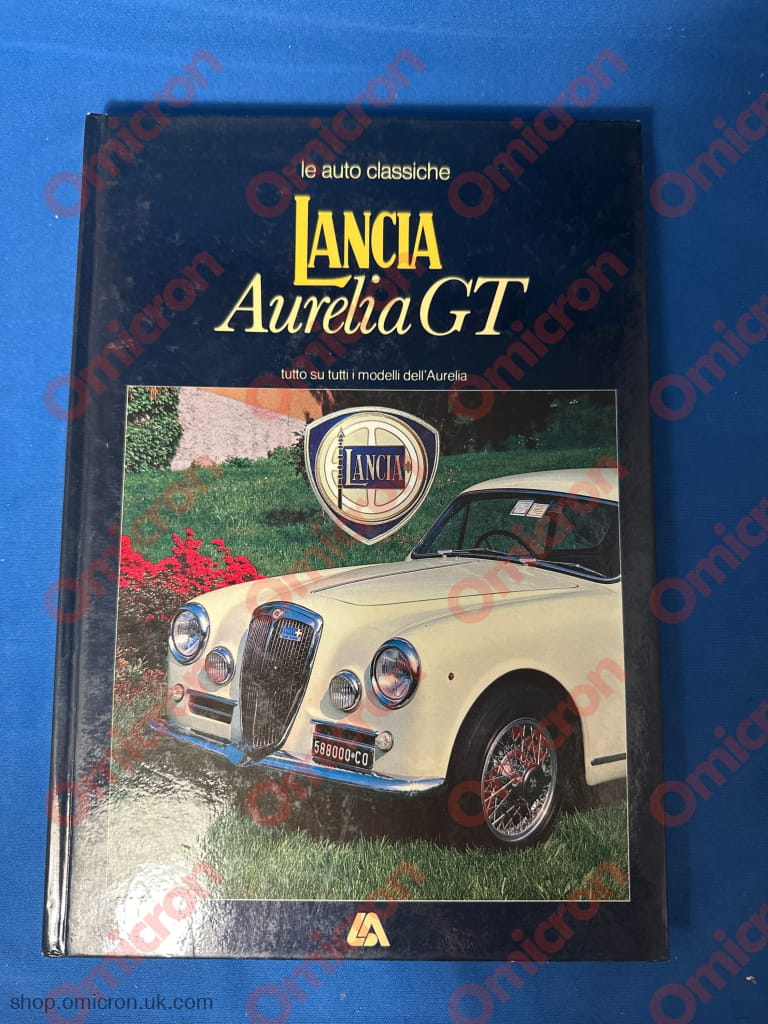 le auto classiche
LANCIA
Aurelia GT
tutto su tutti i modelli dell'Aurelia
LANCIA
588000 CO
LA
shop.omicron.uk.com
Omicron